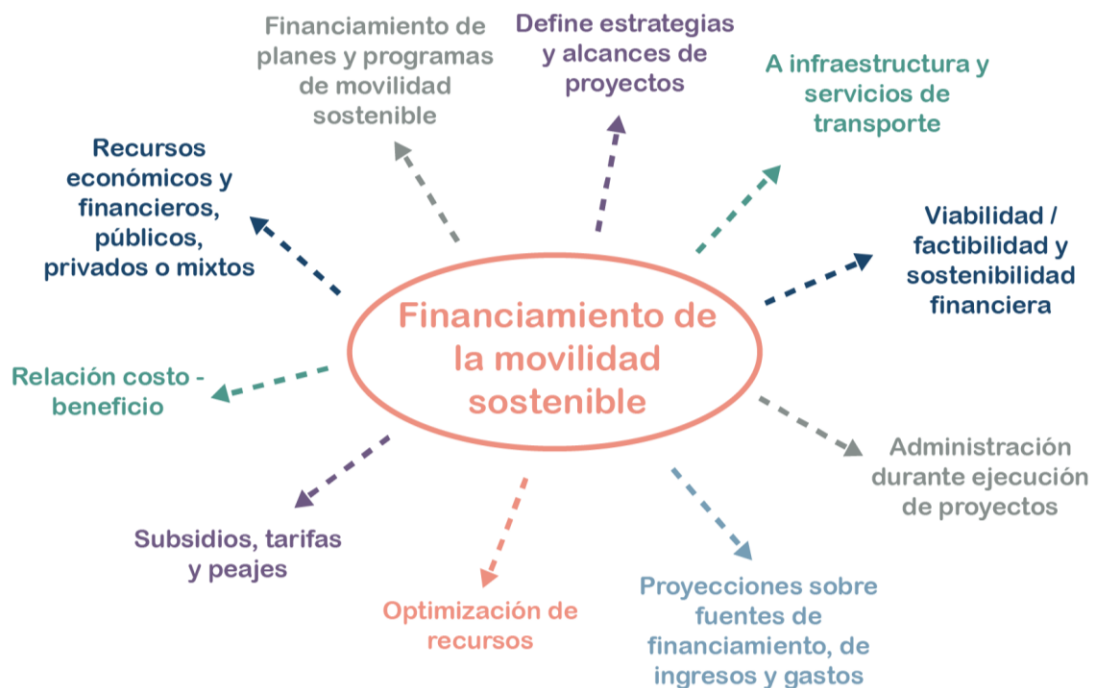 Financiamiento de
planes y programas
de movilidad
sostenible
Define estrategias
y alcances de
proyectos
A infraestructura y
servicios de
transporte
Recursos
económicos y
financieros,
públicos,
privados o mixtos
Viabilidad /
factibilidad y
sostenibilidad
financiera
Financiamiento de
la movilidad
sostenible
Relación costo -
beneficio
Administración
durante ejecución
de proyectos
Subsidios, tarifas
y peajes
Optimización de
recursos
Proyecciones sobre
fuentes de
financiamiento, de
ingresos y gastos